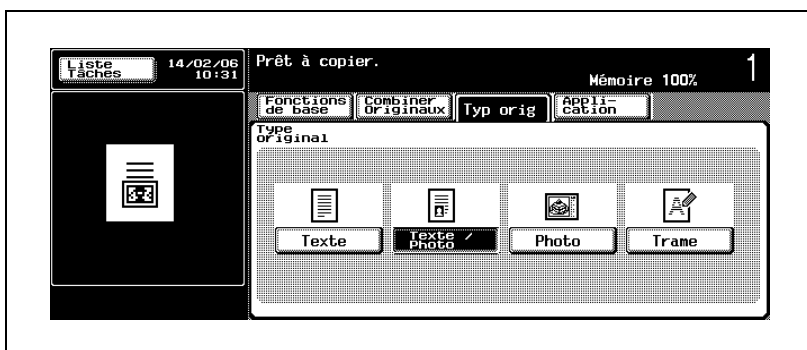 Liste
Tâches
14/02/06
10:31
Prêt à copier.
Mémoire 100%
1
Fonctions
de base
Combiner
Originaux
Typ orig
Appli-
cation
Type
original
Texte
Texte /
Photo
Photo
Trame